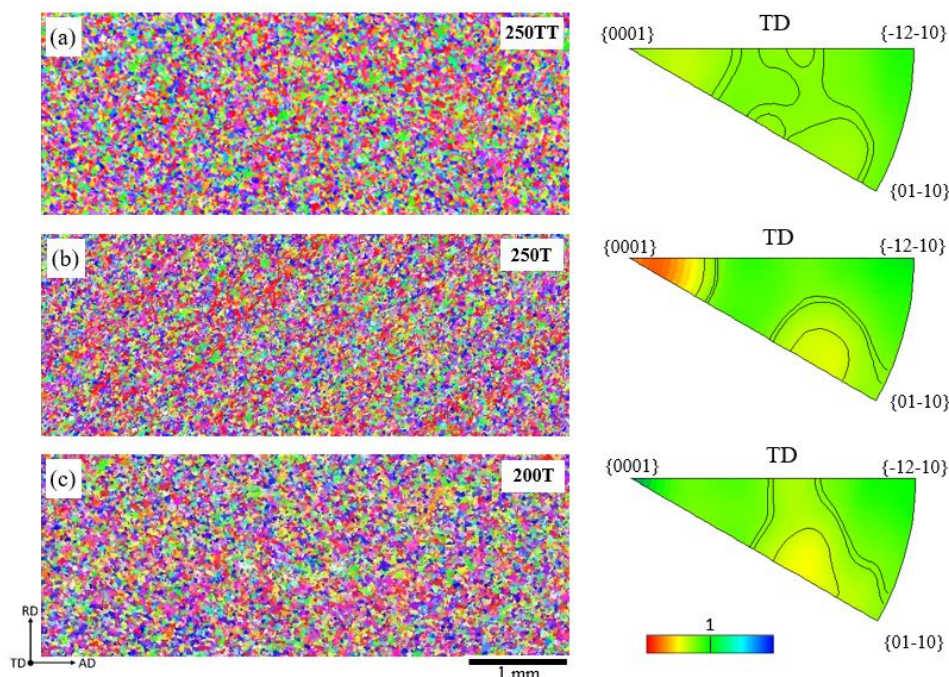 (a)
250TT
TD
{0001}
{-12-10}
{01-10}
(b)
250T
TD
{0001}
{-12-10}
{01-10}
(c)
200T
TD
{0001}
{-12-10}
{01-10}
RD
TD
AD
1 mm
1